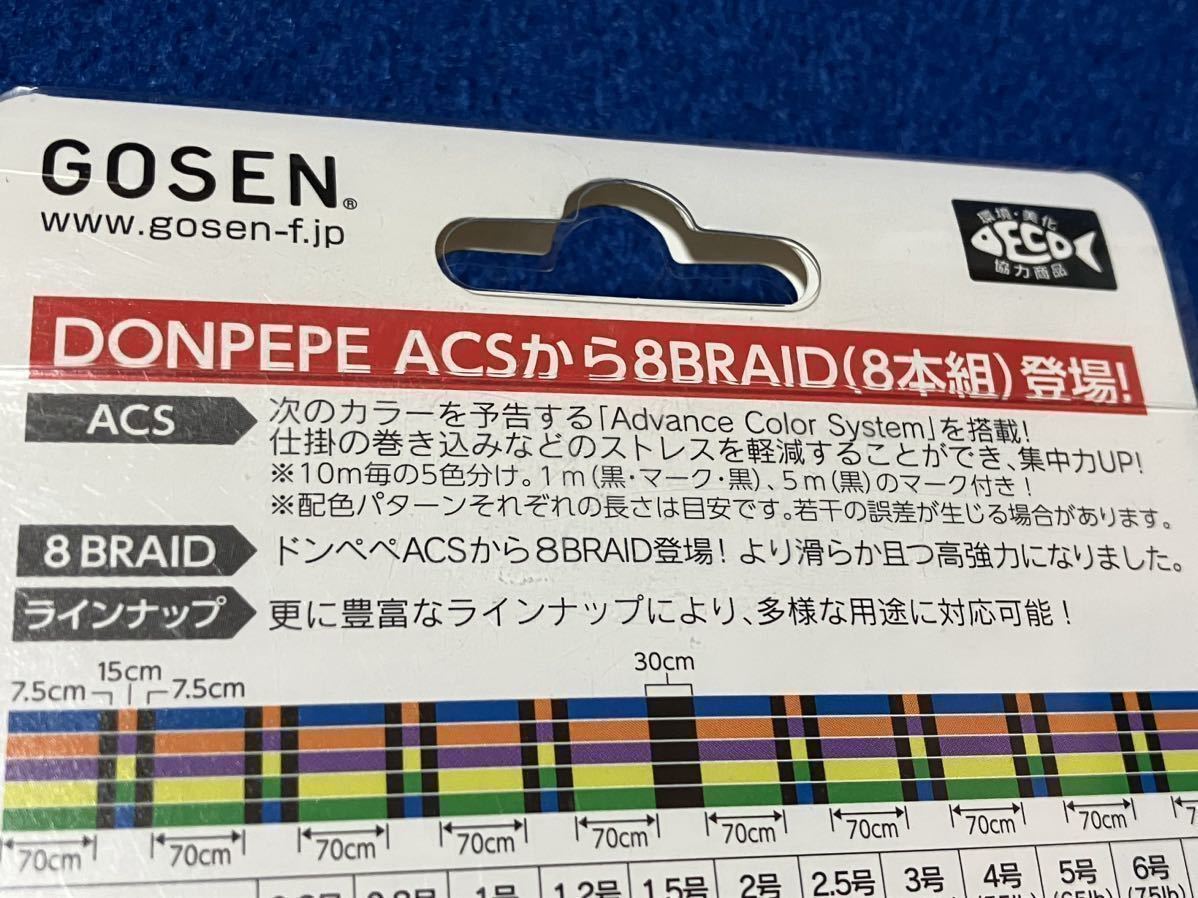 GOSEN®
www.gosen-f.jp
環境・美化
ECO
協力商品
DONPEPE ACSから8BRAID(8本組)登場!
ACS
次のカラーを予告する「Advance Color System」を搭載!
仕掛の巻き込みなどのストレスを軽減することができ、集中力UP!
※10m毎の5色分け。1m(黒・マーク・黒)、5m(黒)のマーク付き!
※配色パターンそれぞれの長さは目安です。若干の誤差が生じる場合があります。
8 BRAID
ドンペペACSから8BRAID登場! より滑らか且つ高強力になりました。
ラインナップ
更に豊富なラインナップにより、多様な用途に対応可能!
7.5cm 15cm 7.5cm 30cm
70cm 70cm 70cm 70cm 70cm 70cm 70cm 70cm 70cm
1号 1.2号 1.5号 2号 2.5号 3号 4号 5号 6号